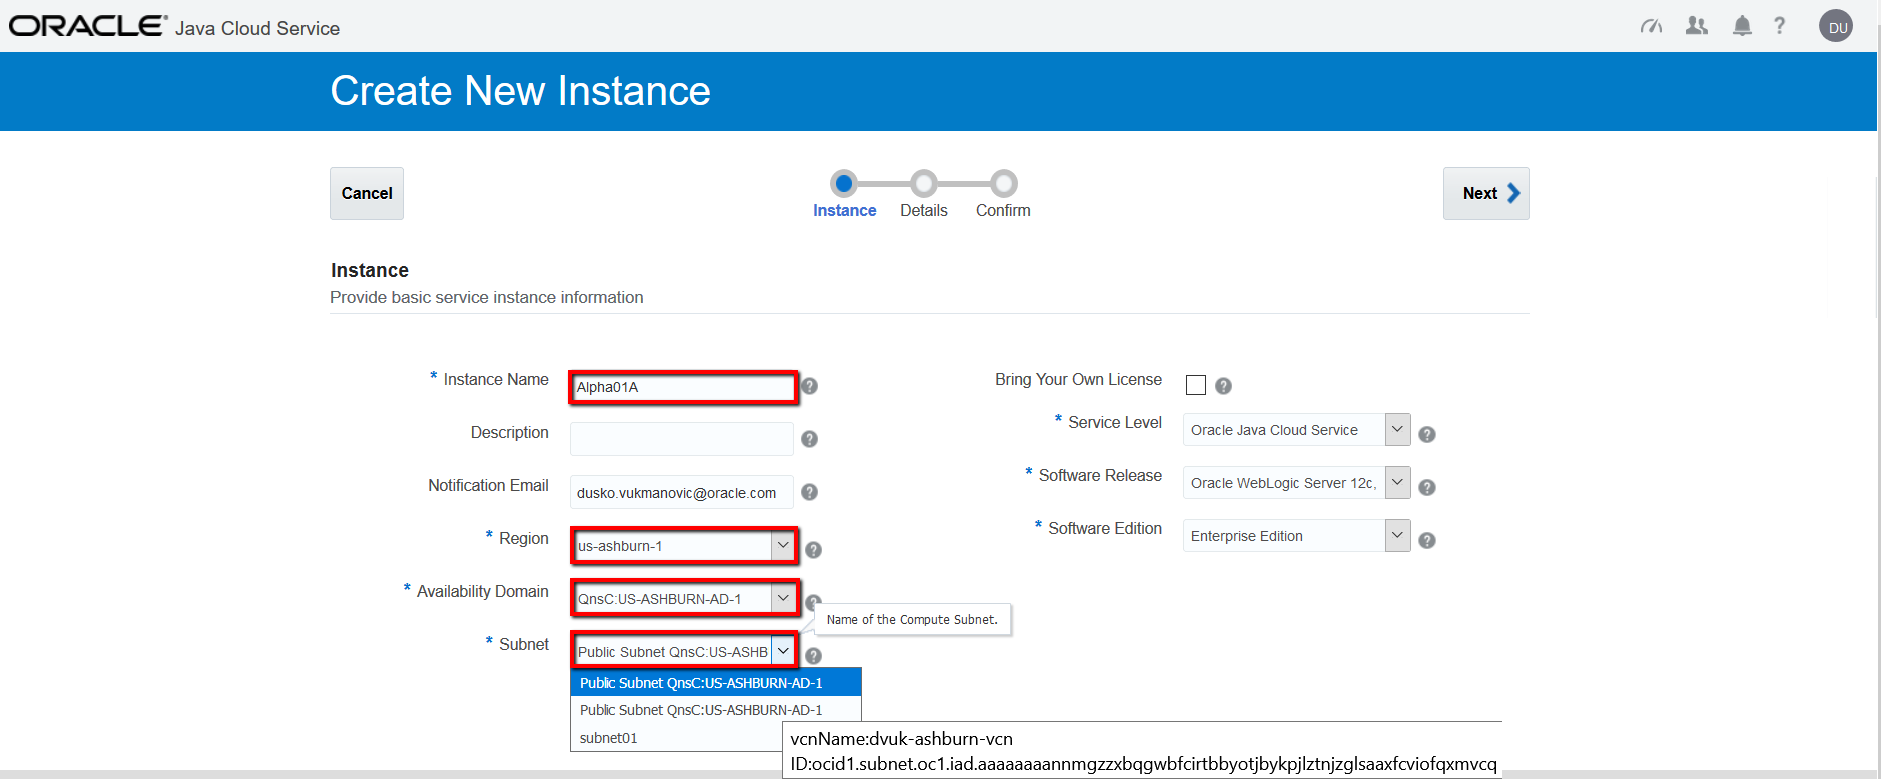 ORACLE Java Cloud Service
DU
Create New Instance
Cancel
Instance Details Confirm
Next
Instance
Provide basic service instance information
* Instance Name Alpha01A ?
Bring Your Own License ?
Description ?
* Service Level Oracle Java Cloud Service ?
Notification Email dusko.vukmanovic@oracle.com ?
* Software Release Oracle WebLogic Server 12c, ?
* Region us-ashburn-1 ?
* Software Edition Enterprise Edition ?
* Availability Domain QnsC:US-ASHBURN-AD-1 ?
Name of the Compute Subnet.
* Subnet Public Subnet QnsC:US-ASHB ?
Public Subnet QnsC:US-ASHBURN-AD-1
Public Subnet QnsC:US-ASHBURN-AD-1
subnet01
vcnName:dvuk-ashburn-vcn
ID:ocid1.subnet.oc1.iad.aaaaaaaannmgzzxbqgwbfcirtbbyotjbykpjlztnjzglsaaxfcviofqxmvcq